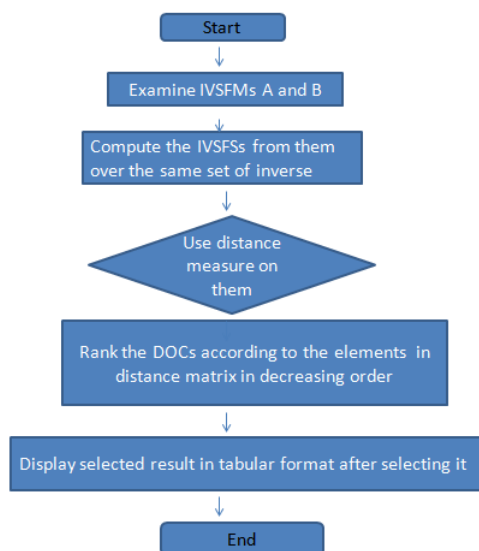 Start
Examine IVSFMs A and B
Compute the IVSFSs from them
over the same set of inverse
Use distance
measure on
them
Rank the DOCs according to the elements in
distance matrix in decreasing order
Display selected result in tabular format after selecting it
End